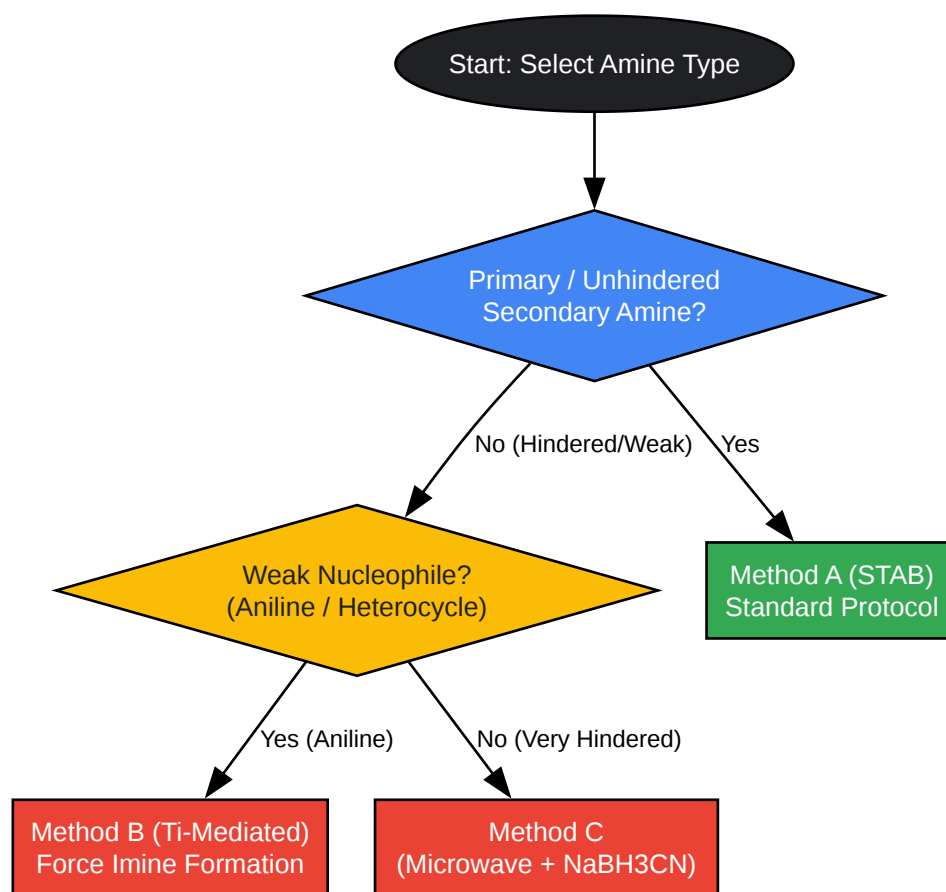 Start: Select Amine Type
Primary / Unhindered
Secondary Amine?
No (Hindered/Weak)
Yes
Weak Nucleophile?
(Aniline / Heterocycle)
Method A (STAB)
Standard Protocol
Yes (Aniline)
No (Very Hindered)
Method B (Ti-Mediated)
Force Imine Formation
Method C
(Microwave + NaBH3CN)